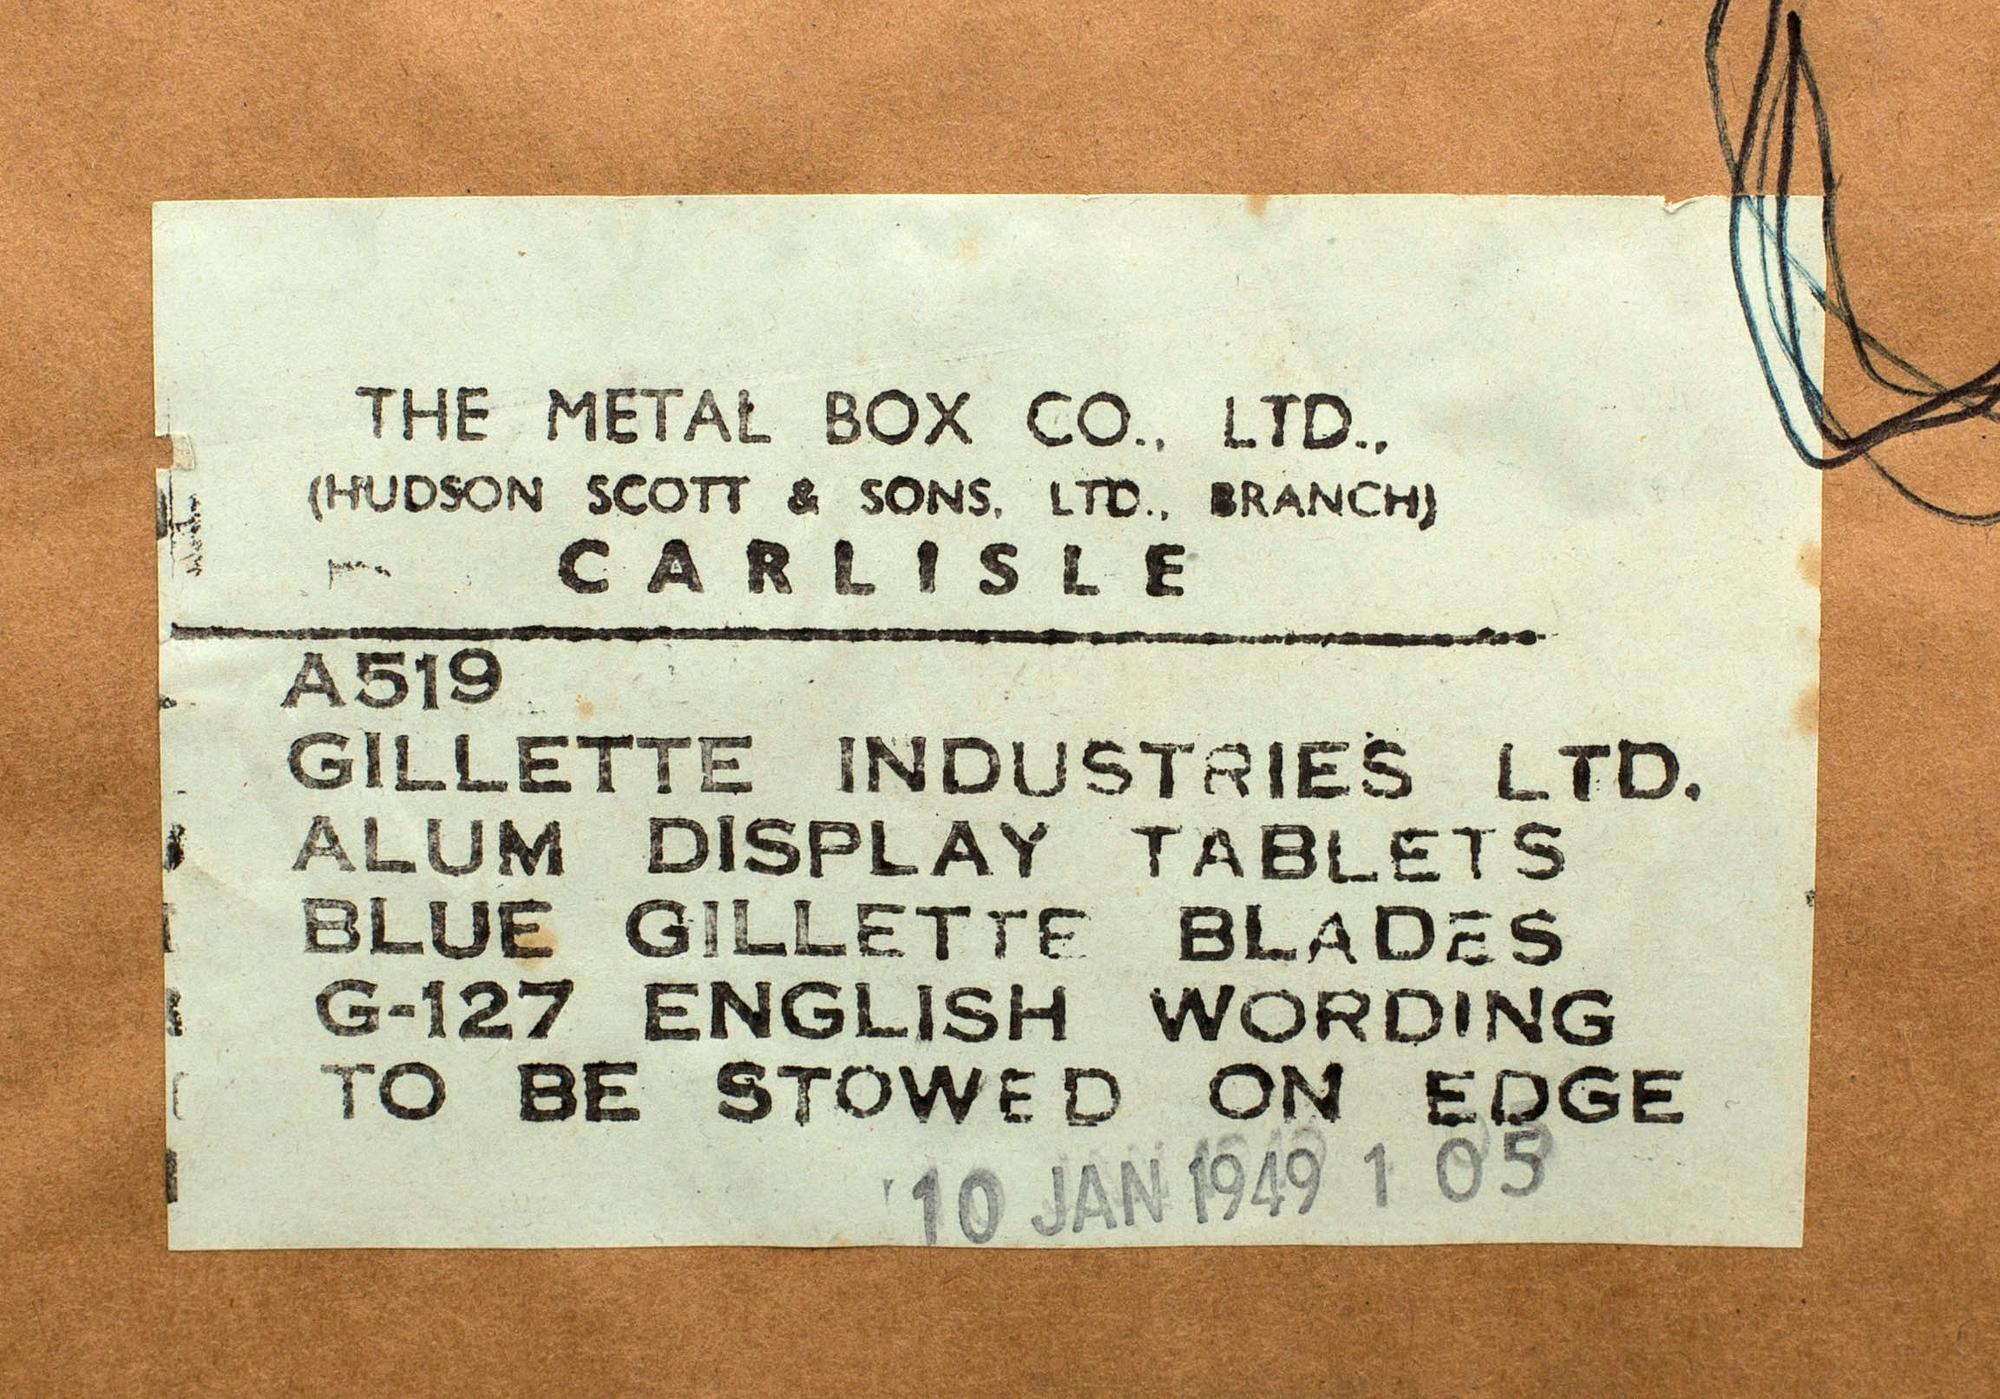 THE METAL BOX CO., LTD.,
(HUDSON SCOTT & SONS, LTD., BRANCH)
CARLISLE
A519
GILLETTE INDUSTRIES LTD.
ALUM DISPLAY TABLETS
BLUE GILLETTE BLADES
G-127 ENGLISH WORDING
TO BE STOWED ON EDGE
10 JAN 1949 1 05